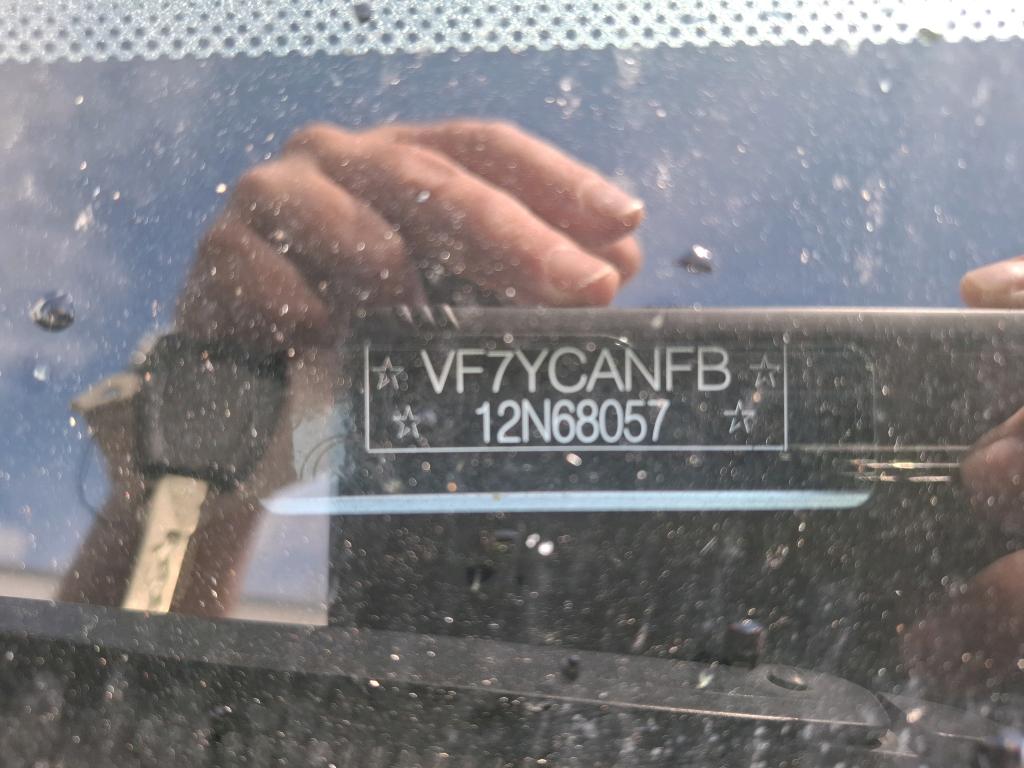 ☆ VF7YCANFB ☆
☆ 12N68057 ☆